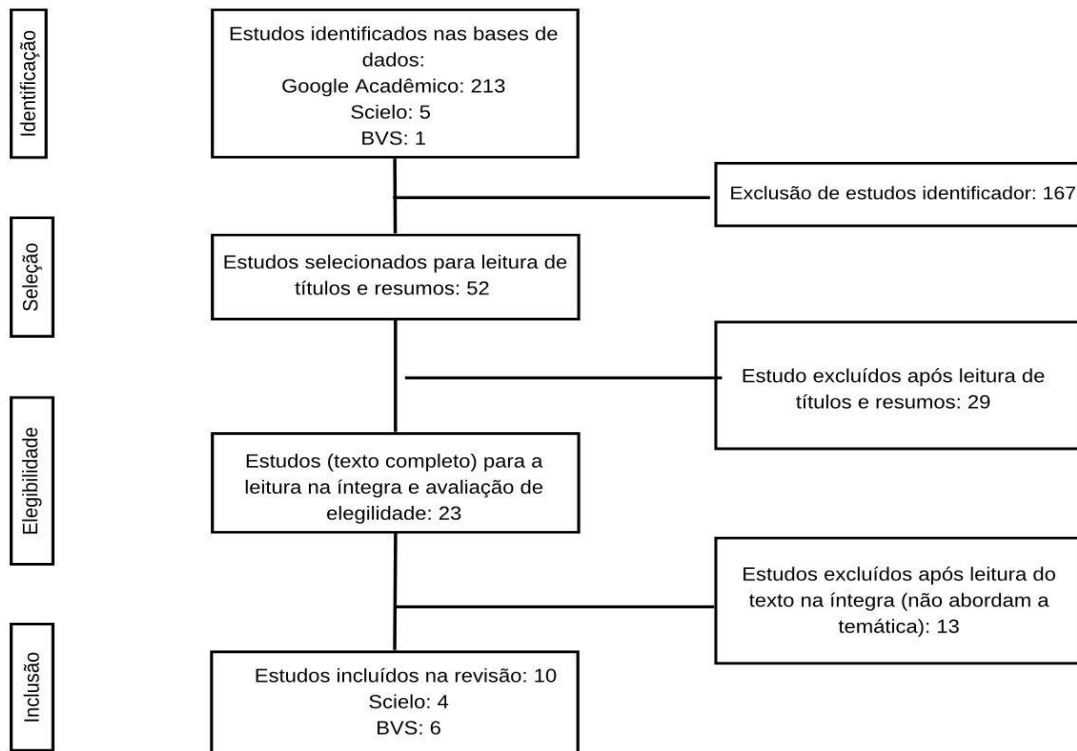 Identificação
Estudos identificados nas bases de
dados:
Google Acadêmico: 213
Scielo: 5
BVS: 1
Exclusão de estudos identificador: 167
Seleção
Estudos selecionados para leitura de
títulos e resumos: 52
Estudo excluídos após leitura de
títulos e resumos: 29
Elegibilidade
Estudos (texto completo) para a
leitura na íntegra e avaliação de
elegilidade: 23
Estudos excluídos após leitura do
texto na íntegra (não abordam a
temática): 13
Inclusão
Estudos incluídos na revisão: 10
Scielo: 4
BVS: 6